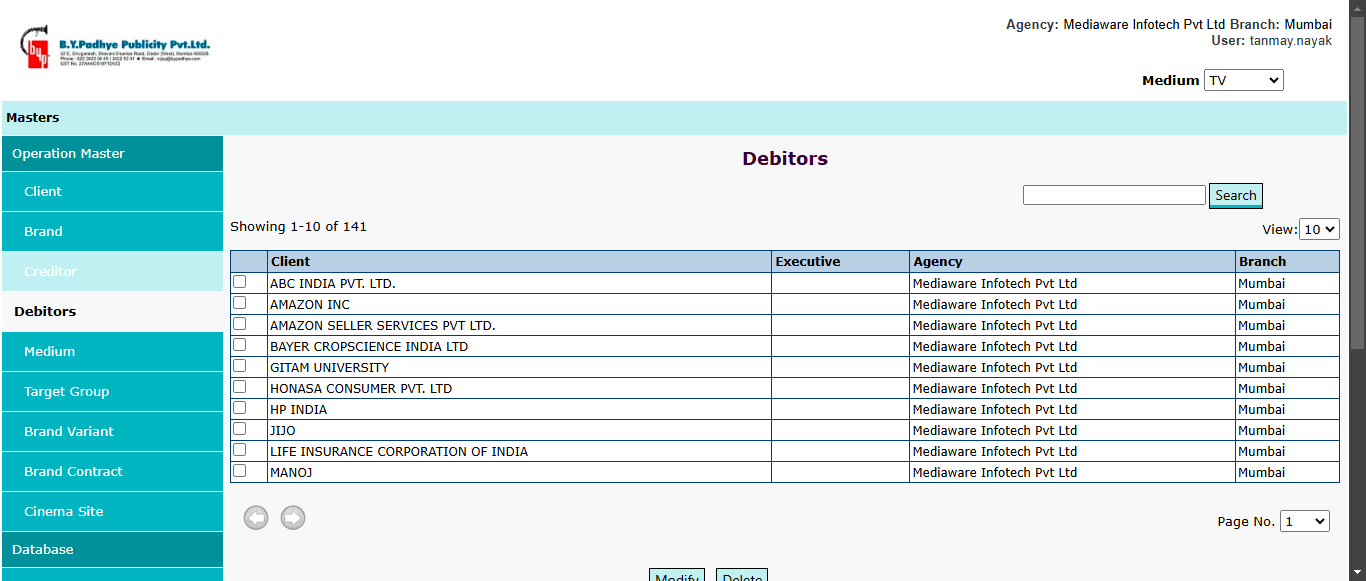 B.Y.Padhye Publicity Pvt.Ltd.
Agency: Mediaware Infotech Pvt Ltd Branch: Mumbai
User: tanmay.nayak
Medium TV
Masters
Operation Master
Client
Brand
Creditor
Debitors
Medium
Target Group
Brand Variant
Brand Contract
Cinema Site
Database
Debitors
Search
Showing 1-10 of 141
View: 10
Client Executive Agency Branch
ABC INDIA PVT. LTD. Mediaware Infotech Pvt Ltd Mumbai
AMAZON INC Mediaware Infotech Pvt Ltd Mumbai
AMAZON SELLER SERVICES PVT LTD. Mediaware Infotech Pvt Ltd Mumbai
BAYER CROPSCIENCE INDIA LTD Mediaware Infotech Pvt Ltd Mumbai
GITAM UNIVERSITY Mediaware Infotech Pvt Ltd Mumbai
HONASA CONSUMER PVT. LTD Mediaware Infotech Pvt Ltd Mumbai
HP INDIA Mediaware Infotech Pvt Ltd Mumbai
JIJO Mediaware Infotech Pvt Ltd Mumbai
LIFE INSURANCE CORPORATION OF INDIA Mediaware Infotech Pvt Ltd Mumbai
MANOJ Mediaware Infotech Pvt Ltd Mumbai
Page No. 1
Modify Delete